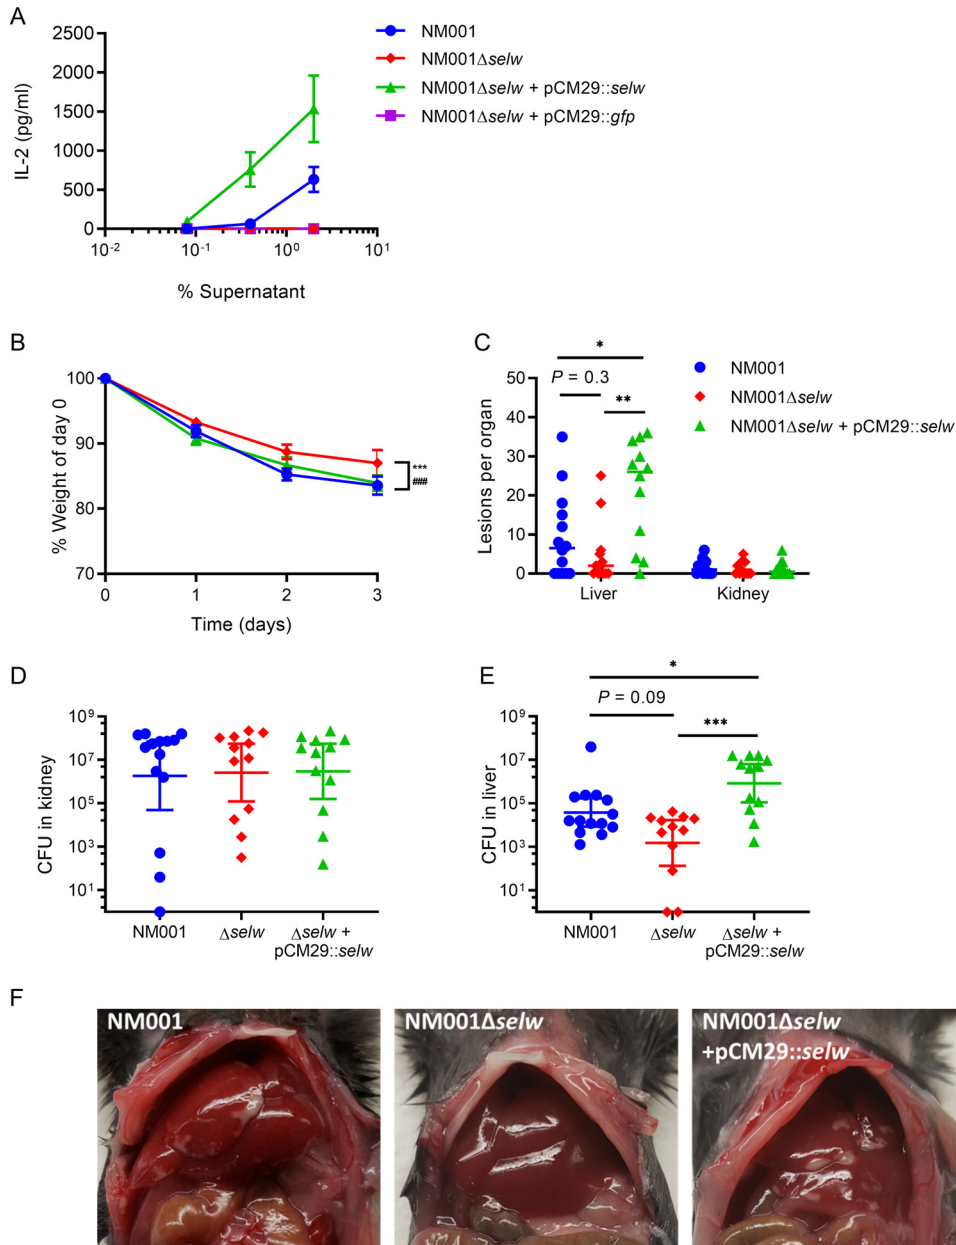 A
2500
2000
1500
1000
500
0
IL-2 (pg/ml)
10⁻²
10⁻¹
10⁰
10¹
% Supernatant
NM001
NM001Δselw
NM001Δselw + pCM29::selw
NM001Δselw + pCM29::gfp
B
100
90
80
70
% Weight of day 0
***
###
0
1
2
3
Time (days)
C
*
P = 0.3
**
50
40
30
20
10
0
Lesions per organ
Liver
Kidney
NM001
NM001Δselw
NM001Δselw + pCM29::selw
D
10⁹
10⁷
10⁵
10³
10¹
CFU in kidney
NM001
Δselw
Δselw +
pCM29::selw
E
*
P = 0.09
***
10⁹
10⁷
10⁵
10³
10¹
CFU in liver
NM001
Δselw
Δselw +
pCM29::selw
F
NM001
NM001Δselw
NM001Δselw
+pCM29::selw